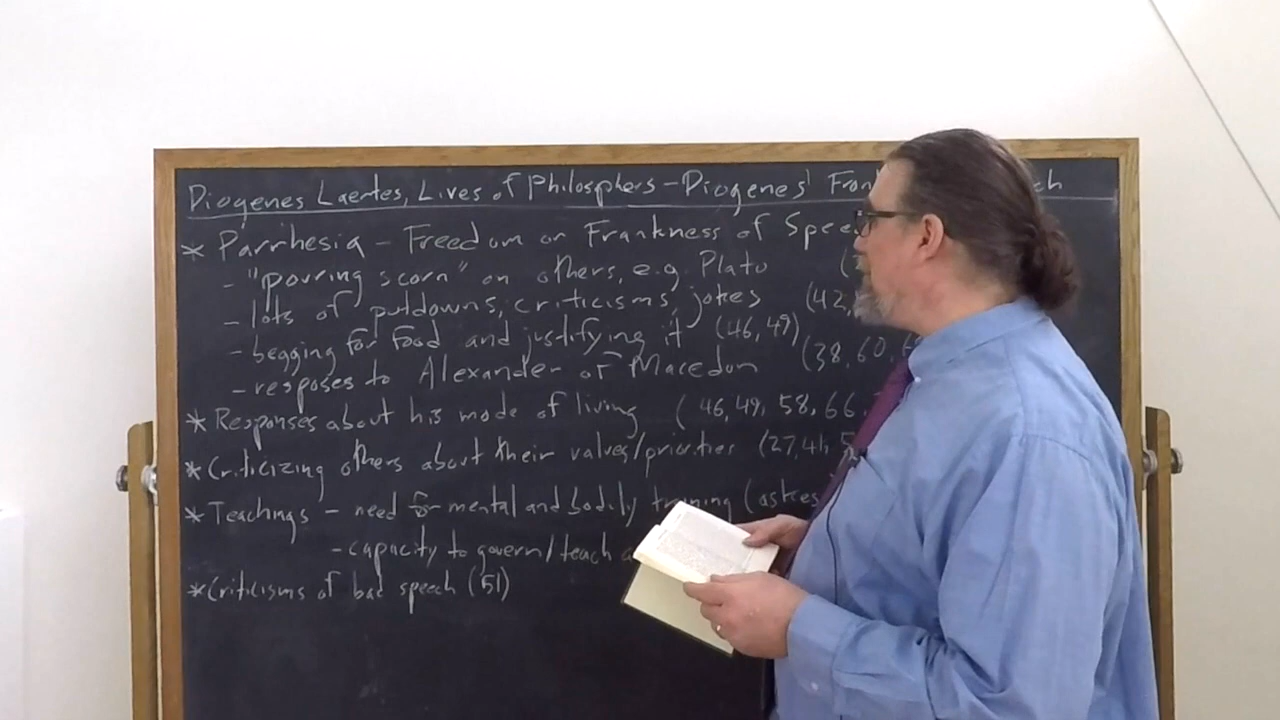 Diogenes Laertes, Lives of Philosophers - Diogenes' Fran ch
* Parrhesia - Freedom or Frankness of Spee
- "pouring scorn" on others, e.g. Plato (
- lots of putdowns, criticisms, jokes (42,
- begging for food and justifying it (46, 49)
- resposes to Alexander of Macedon (38, 60,
* Responses about his mode of living (46, 49, 58, 66,
* Criticizing others about their values/priorities (27, 41,
* Teachings - need for mental and bodily training (askes
- capacity to govern/teach
* Criticisms of bad speech (51)